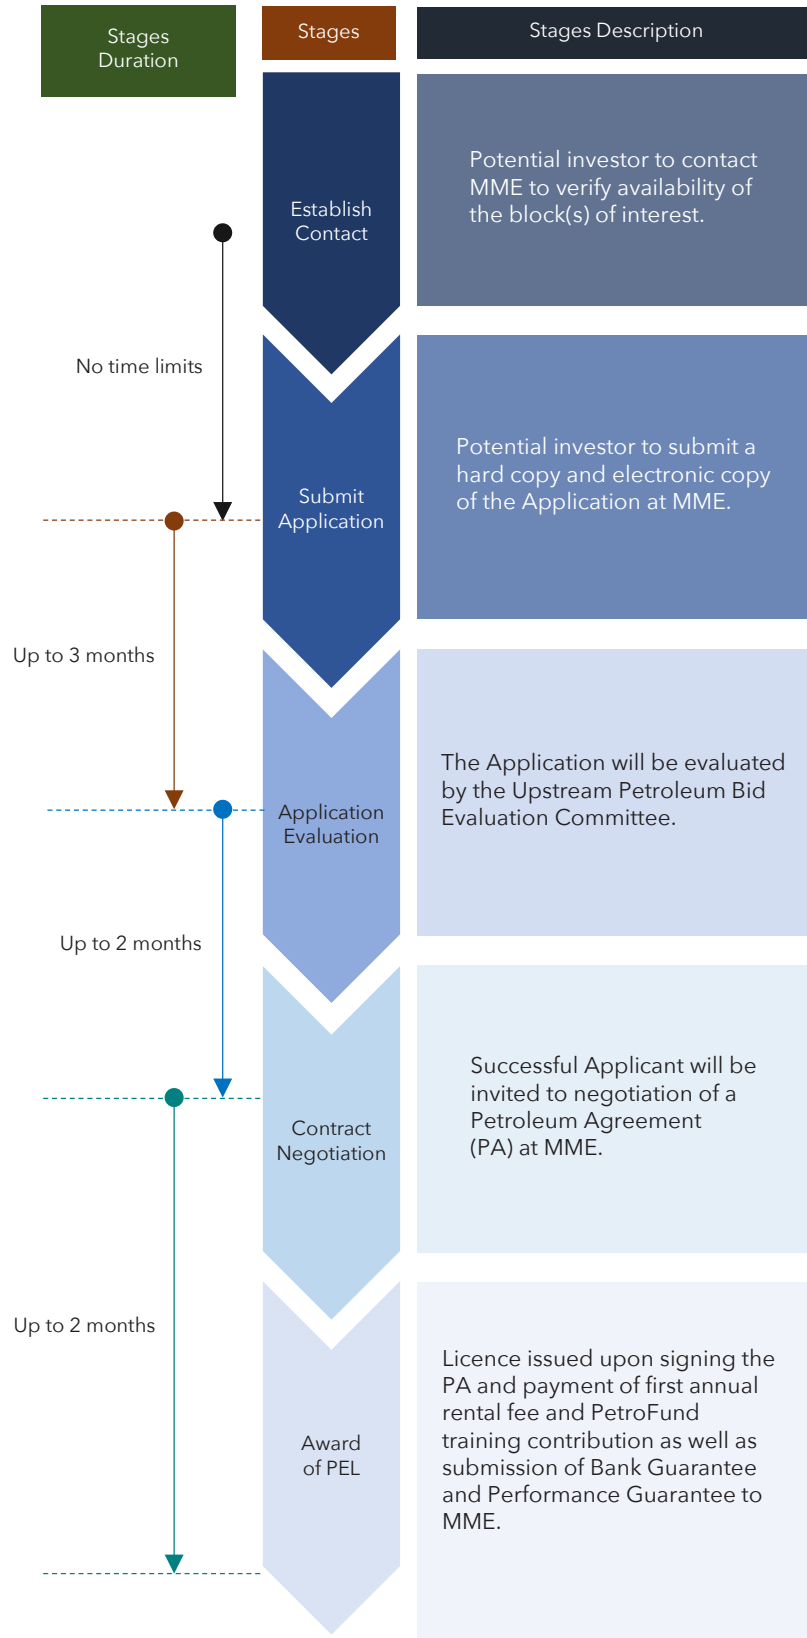 Stages
Duration
Stages
Stages Description
Establish
Contact
Potential investor to contact
MME to verify availability of
the block(s) of interest.
No time limits
Submit
Application
Potential investor to submit a
hard copy and electronic copy
of the Application at MME.
Up to 3 months
Application
Evaluation
The Application will be evaluated
by the Upstream Petroleum Bid
Evaluation Committee.
Up to 2 months
Contract
Negotiation
Successful Applicant will be
invited to negotiation of a
Petroleum Agreement
(PA) at MME.
Up to 2 months
Award
of PEL
Licence issued upon signing the
PA and payment of first annual
rental fee and PetroFund
training contribution as well as
submission of Bank Guarantee
and Performance Guarantee to
MME.